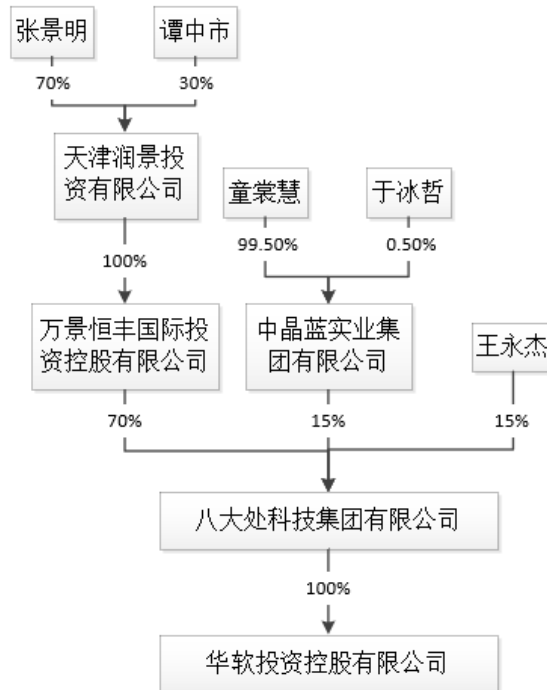 张景明
谭中市
70%
30%
天津润景投
资有限公司
童裳慧
于冰哲
99.50%
0.50%
100%
万景恒丰国际投
资控股有限公司
中晶蓝实业集
团有限公司
王永杰
70%
15%
15%
八大处科技集团有限公司
100%
华软投资控股有限公司